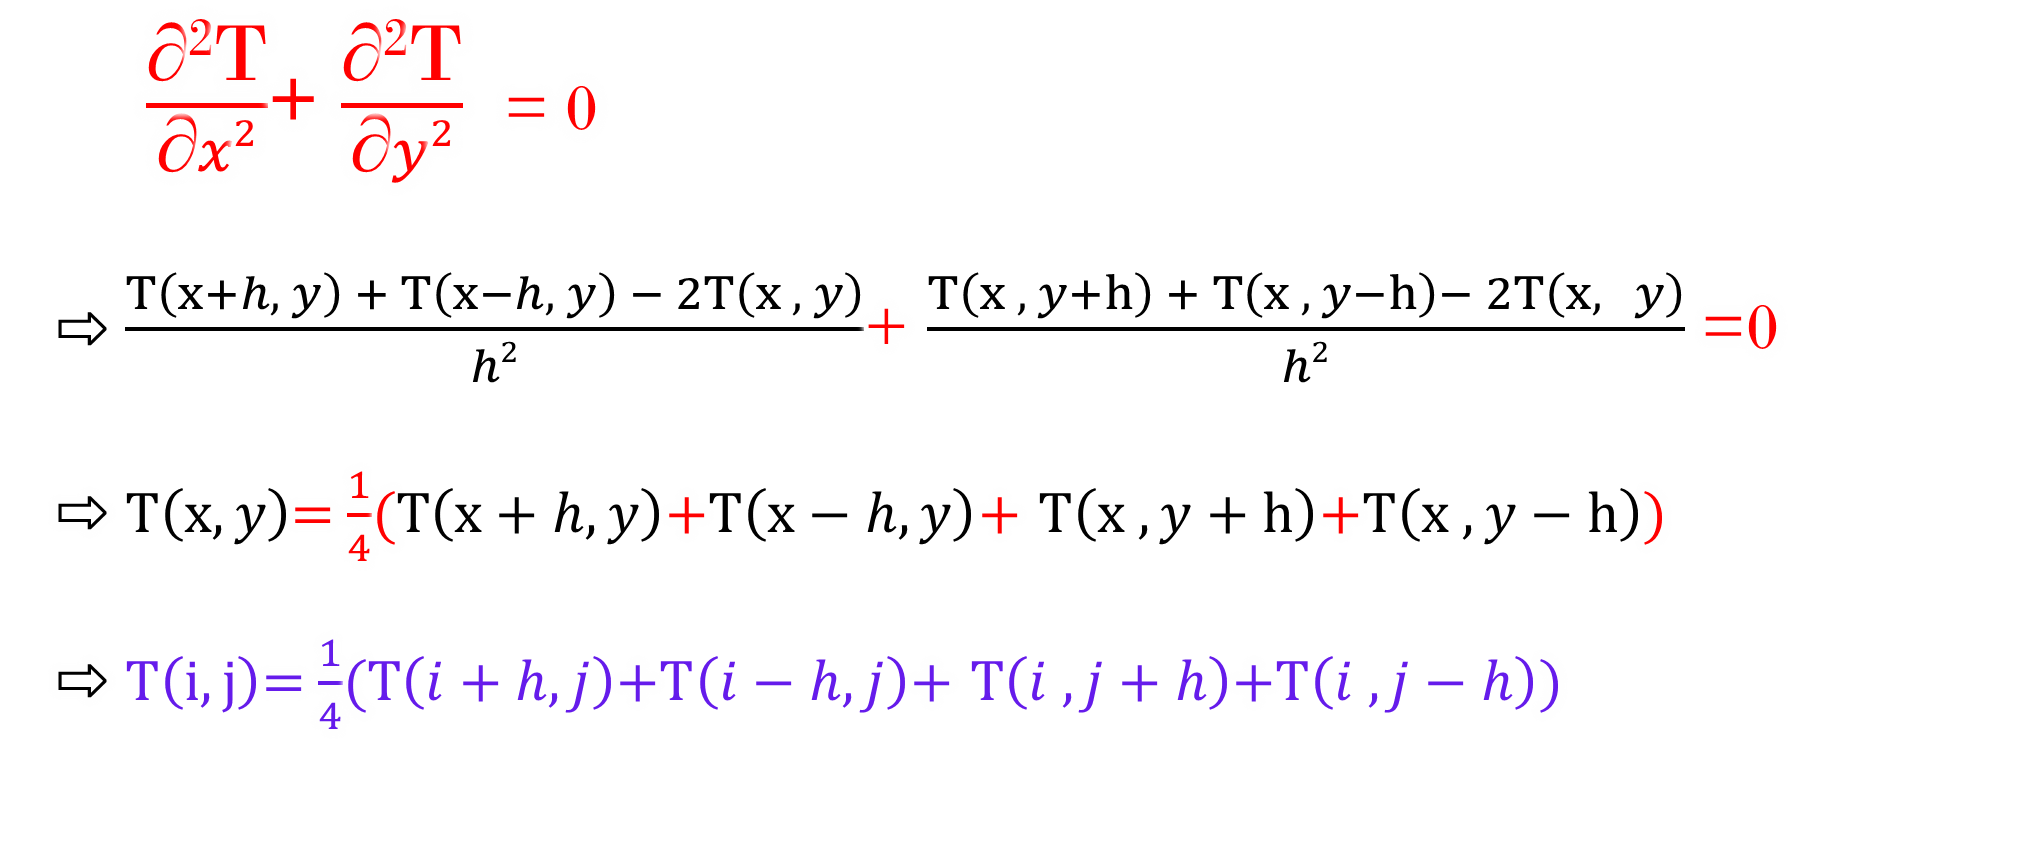 ∂²T/∂x² + ∂²T/∂y² = 0
⇨ (T(x+h, y) + T(x−h, y) − 2T(x , y))/h² + (T(x , y+h) + T(x , y−h)− 2T(x, y))/h² =0
⇨ T(x, y)= 1/4 (T(x + h, y)+T(x − h, y)+ T(x , y + h)+T(x , y − h))
⇨ T(i, j)= 1/4 (T(i + h, j)+T(i − h, j)+ T(i , j + h)+T(i , j − h))